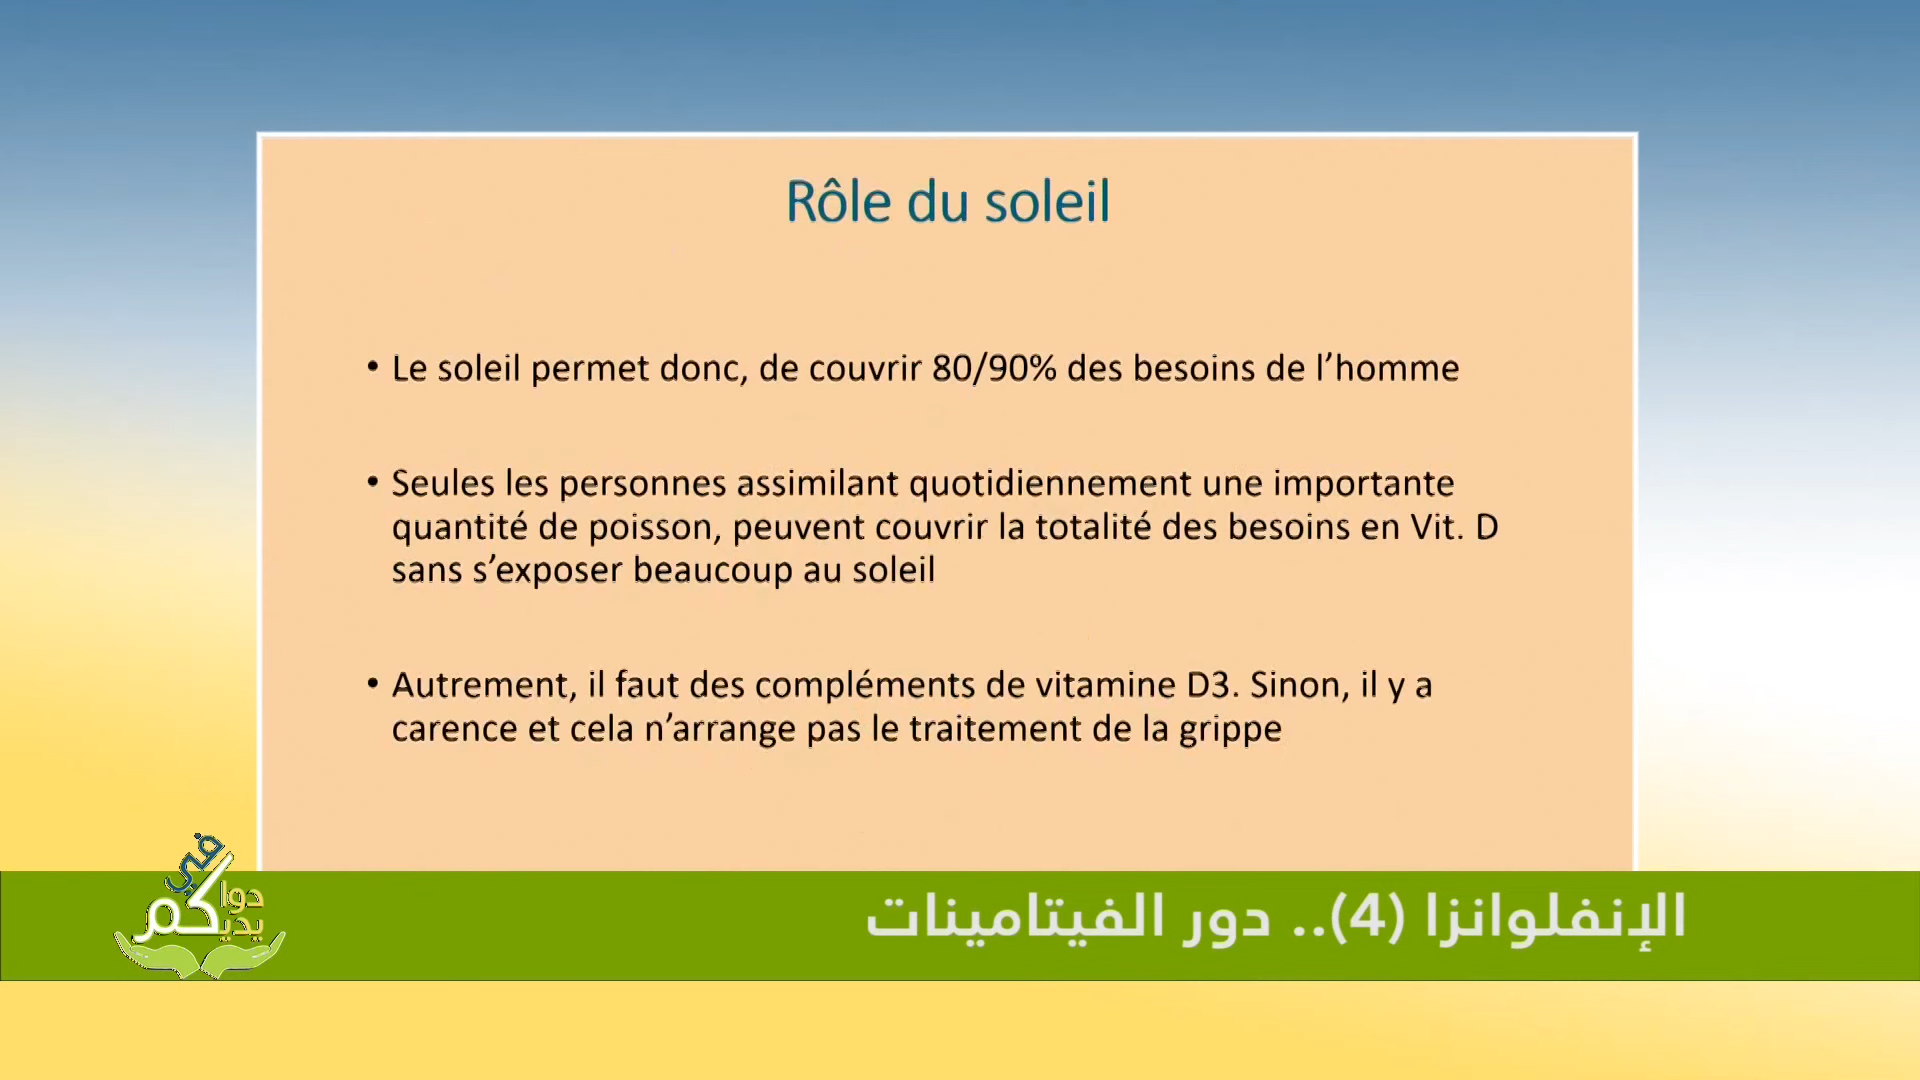 Rôle du soleil
• Le soleil permet donc, de couvrir 80/90% des besoins de l’homme
• Seules les personnes assimilant quotidiennement une importante
quantité de poisson, peuvent couvrir la totalité des besoins en Vit. D
sans s’exposer beaucoup au soleil
• Autrement, il faut des compléments de vitamine D3. Sinon, il y a
carence et cela n’arrange pas le traitement de la grippe
الإنفلوانزا (4).. دور الفيتامينات
دواكم في
يديكم